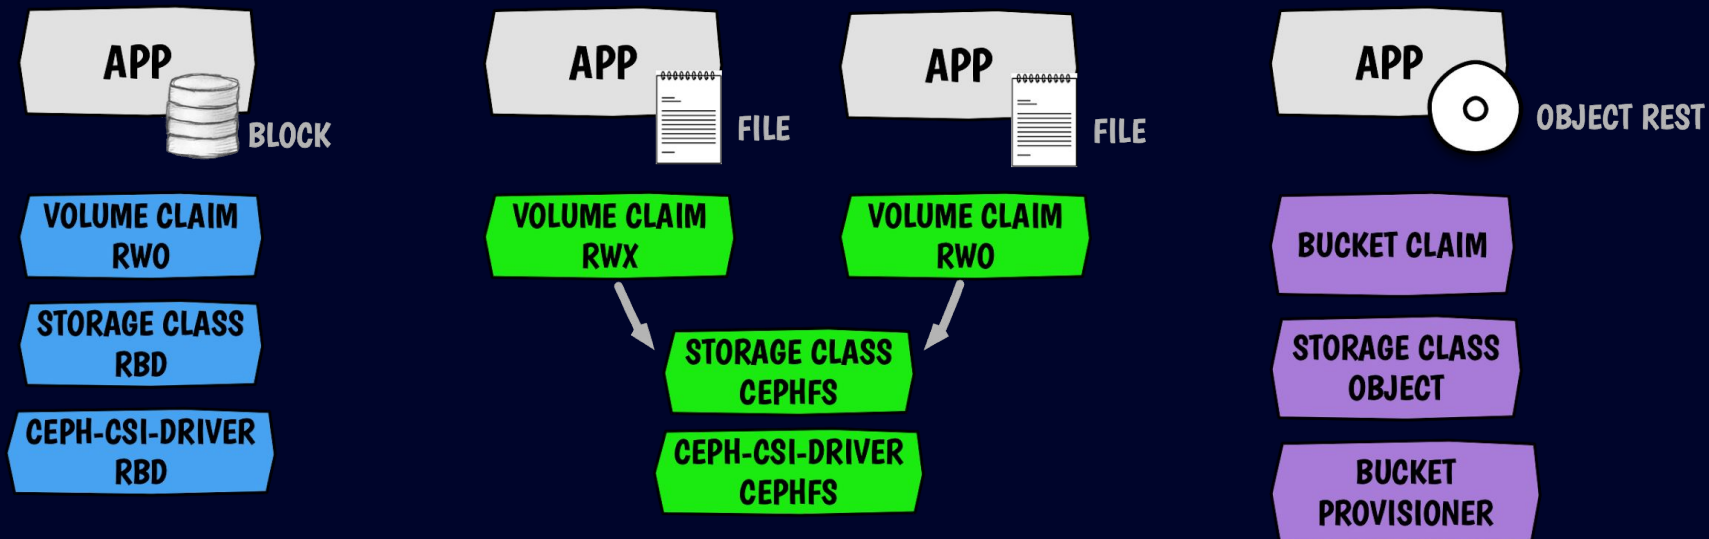 APP
BLOCK
VOLUME CLAIM
RWO
STORAGE CLASS
RBD
CEPH-CSI-DRIVER
RBD
APP
FILE
VOLUME CLAIM
RWX
APP
FILE
VOLUME CLAIM
RWO
STORAGE CLASS
CEPHFS
CEPH-CSI-DRIVER
CEPHFS
APP
OBJECT REST
BUCKET CLAIM
STORAGE CLASS
OBJECT
BUCKET
PROVISIONER